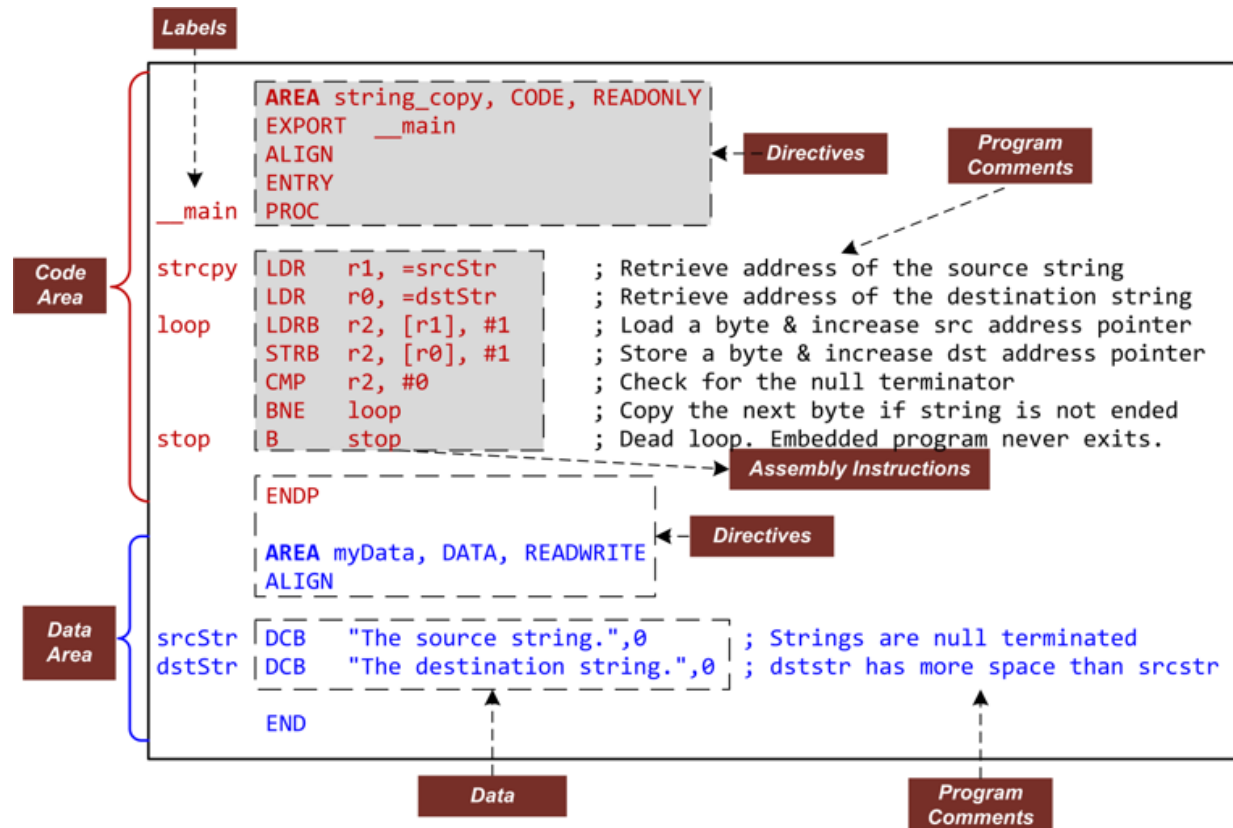 Labels
AREA string_copy, CODE, READONLY
EXPORT __main
ALIGN
ENTRY
__main PROC
Directives
Program
Comments
Code
Area
strcpy LDR r1, =srcStr ; Retrieve address of the source string
LDR r0, =dstStr ; Retrieve address of the destination string
loop LDRB r2, [r1], #1 ; Load a byte & increase src address pointer
STRB r2, [r0], #1 ; Store a byte & increase dst address pointer
CMP r2, #0 ; Check for the null terminator
BNE loop ; Copy the next byte if string is not ended
stop B stop ; Dead loop. Embedded program never exits.
Assembly Instructions
ENDP
Directives
AREA myData, DATA, READWRITE
ALIGN
Data
Area
srcStr DCB "The source string.",0 ; Strings are null terminated
dstStr DCB "The destination string.",0 ; dststr has more space than srcstr
END
Data
Program
Comments